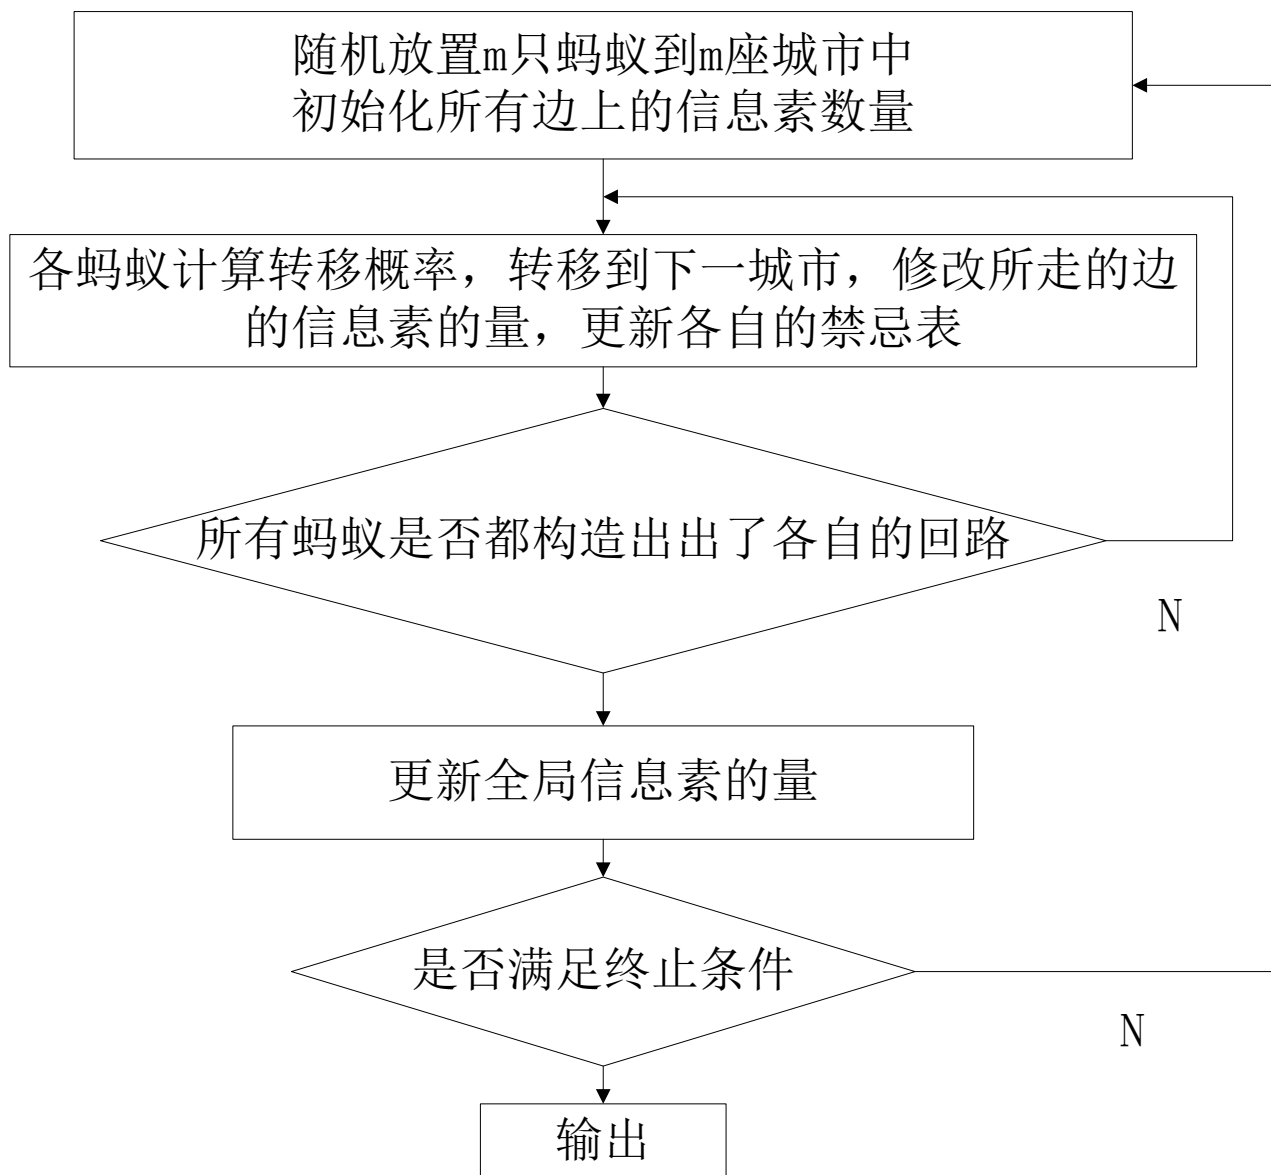 随机放置m只蚂蚁到m座城市中
初始化所有边上的信息素数量
各蚂蚁计算转移概率，转移到下一城市，修改所走的边
的信息素的量，更新各自的禁忌表
所有蚂蚁是否都构造出出了各自的回路
N
更新全局信息素的量
是否满足终止条件
N
输出